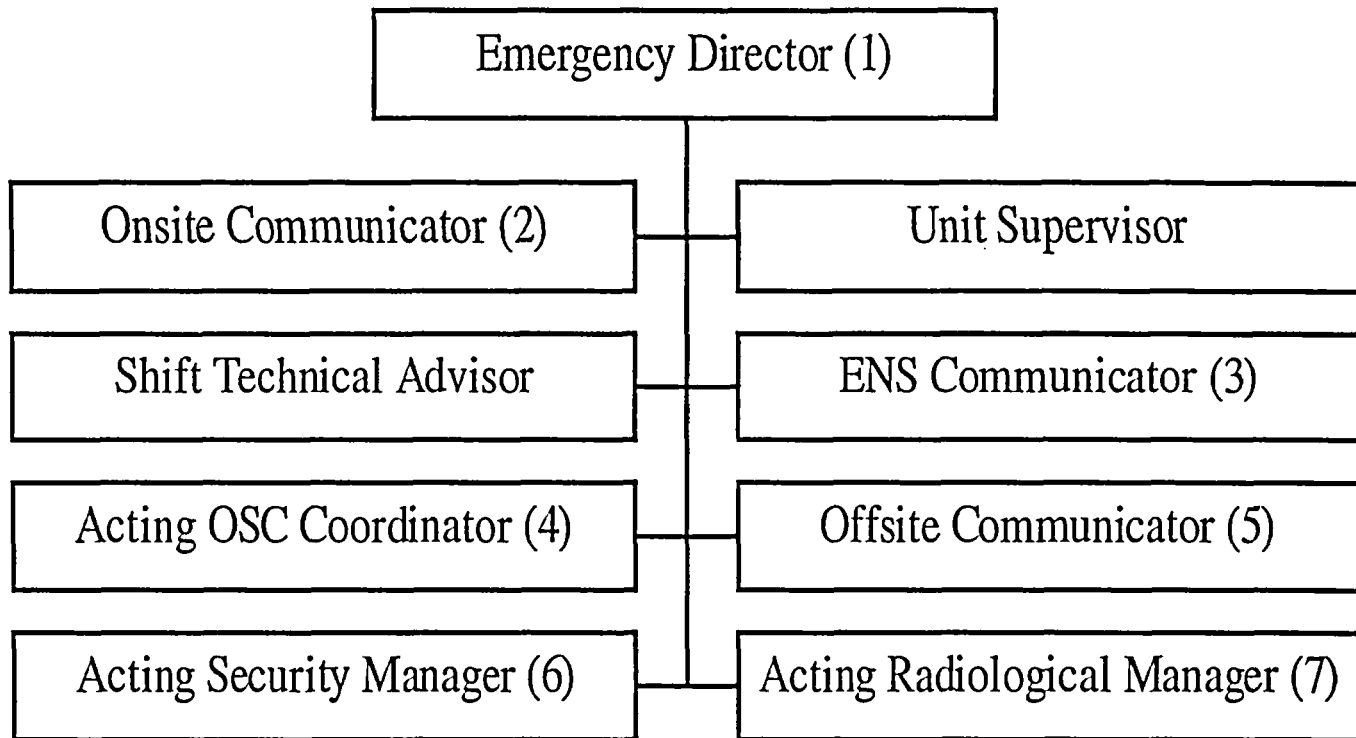 Emergency Director (1)
Onsite Communicator (2)
Unit Supervisor
Shift Technical Advisor
ENS Communicator (3)
Acting OSC Coordinator (4)
Offsite Communicator (5)
Acting Security Manager (6)
Acting Radiological Manager (7)